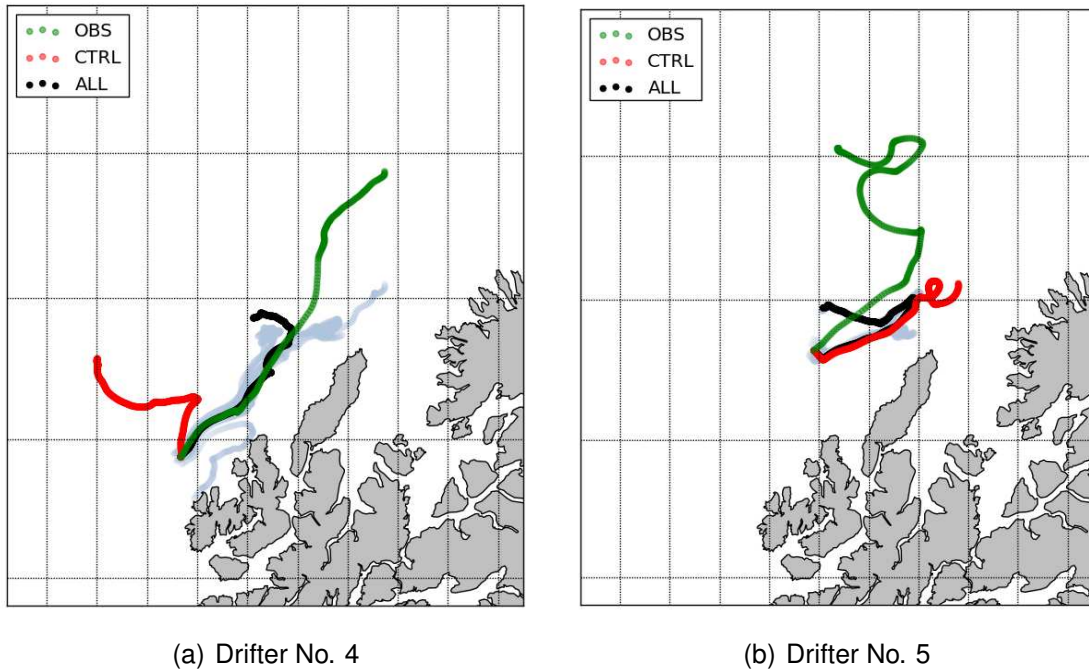 OBS
CTRL
ALL
OBS
CTRL
ALL
(a) Drifter No. 4
(b) Drifter No. 5